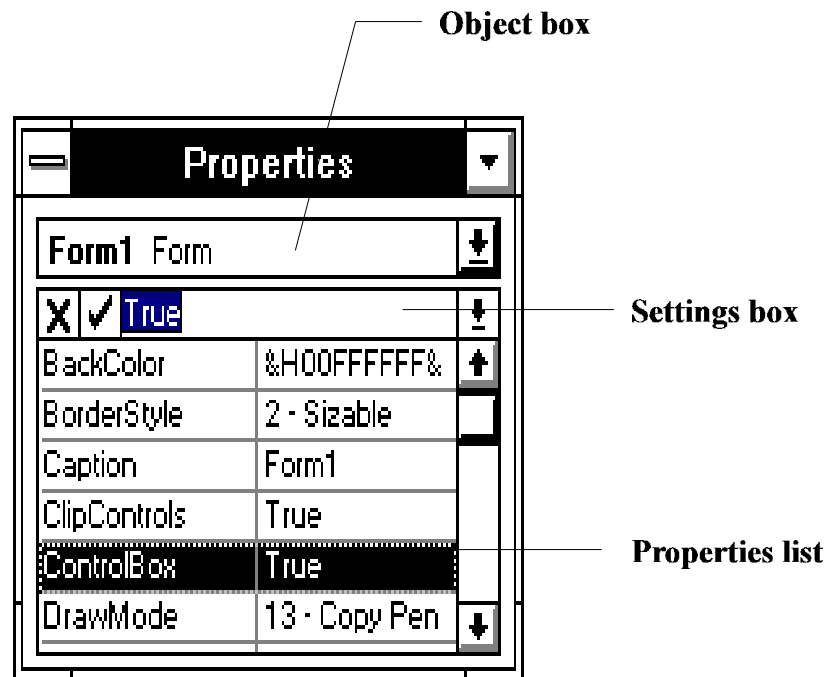 Object box
Properties
Form1 Form
True
Settings box
BackColor &H00FFFFFF&
BorderStyle 2 - Sizable
Caption Form1
ClipControls True
ControlBox True
Properties list
DrawMode 13 - Copy Pen